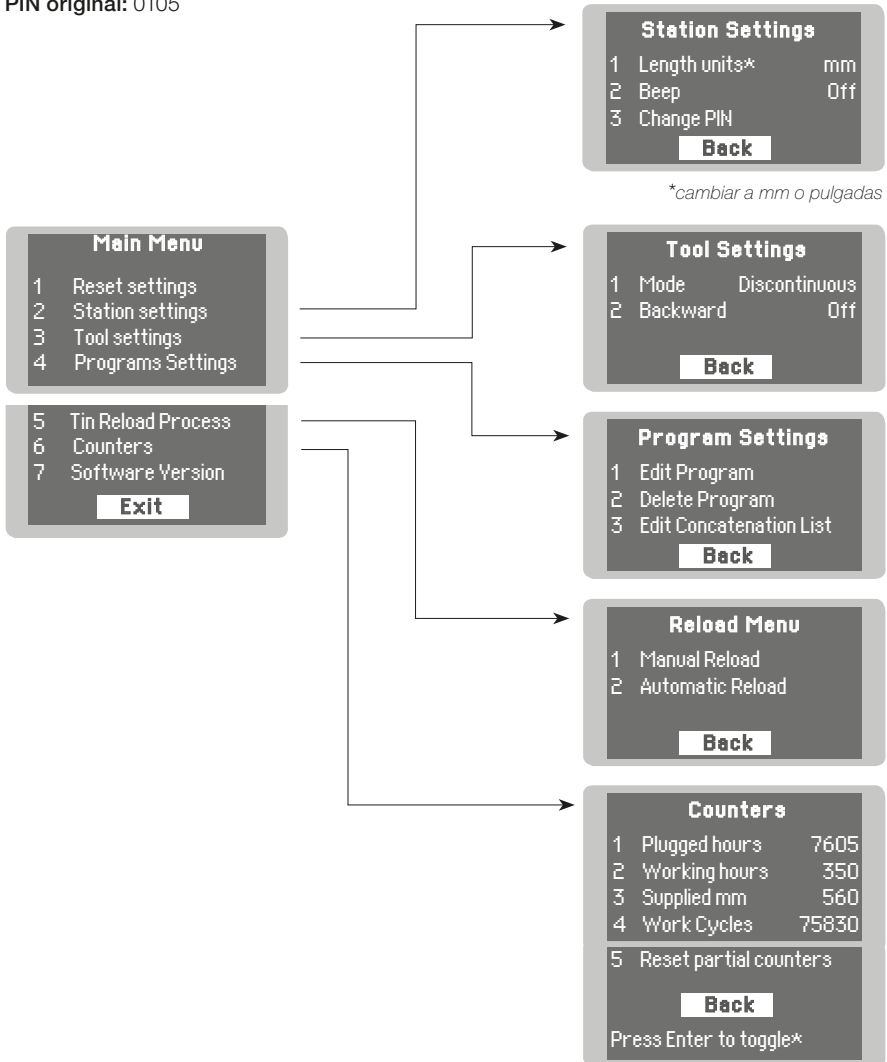 PIN original: 0105
Station Settings
1 Length units* mm
2 Beep Off
3 Change PIN
Back
*cambiar a mm o pulgadas
Main Menu
1 Reset settings
2 Station settings
3 Tool settings
4 Programs Settings
5 Tin Reload Process
6 Counters
7 Software Version
Exit
Tool Settings
1 Mode Discontinuous
2 Backward Off
Back
Program Settings
1 Edit Program
2 Delete Program
3 Edit Concatenation List
Back
Reload Menu
1 Manual Reload
2 Automatic Reload
Back
Counters
1 Plugged hours 7605
2 Working hours 350
3 Supplied mm 560
4 Work Cycles 75830
5 Reset partial counters
Back
Press Enter to toggle*